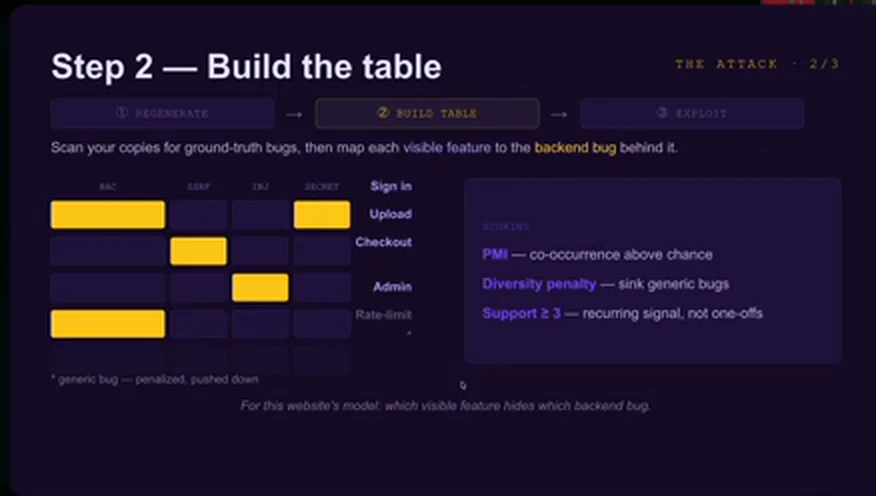 Step 2 — Build the table
THE ATTACK · 2/3
① REGENERATE → ② BUILD TABLE → ③ EXPLOIT
Scan your copies for ground-truth bugs, then map each visible feature to the backend bug behind it.
BAC SSRF INJ SECRET
Sign in
Upload
Checkout
Admin
Rate-limit
*
* generic bug — penalized, pushed down
SCORING
PMI — co-occurrence above chance
Diversity penalty — sink generic bugs
Support ≥ 3 — recurring signal, not one-offs
For this website's model: which visible feature hides which backend bug.